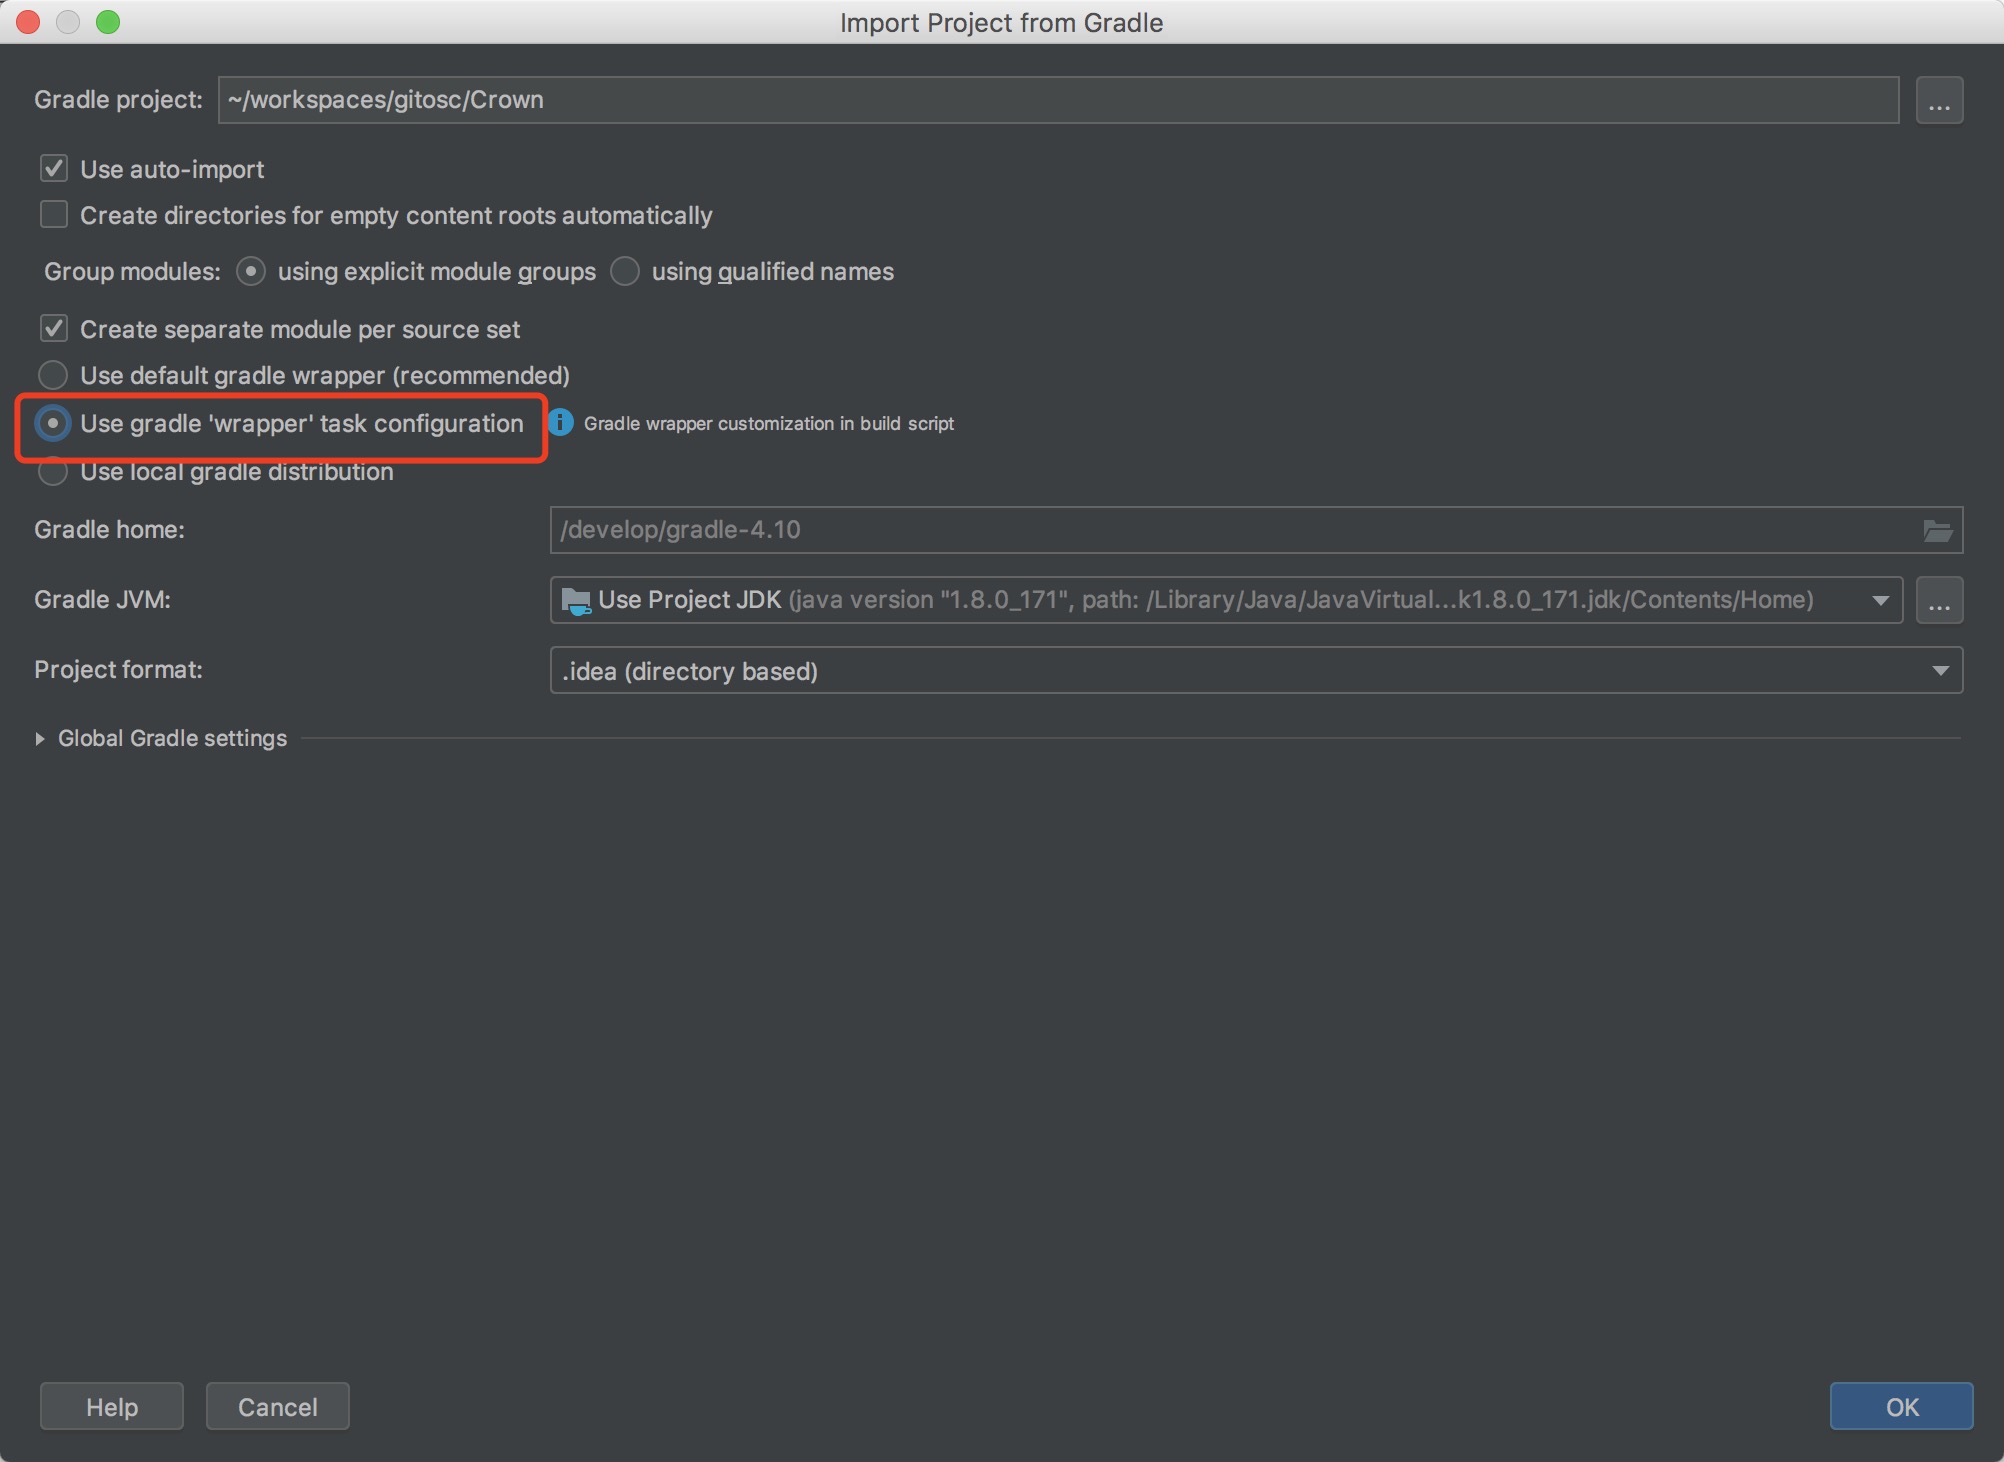 Import Project from Gradle
Gradle project: ~/workspaces/gitosc/Crown ...
Use auto-import
Create directories for empty content roots automatically
Group modules: using explicit module groups using qualified names
Create separate module per source set
Use default gradle wrapper (recommended)
Use gradle 'wrapper' task configuration Gradle wrapper customization in build script
Use local gradle distribution
Gradle home: /develop/gradle-4.10
Gradle JVM: Use Project JDK (java version "1.8.0_171", path: /Library/Java/JavaVirtual...k1.8.0_171.jdk/Contents/Home) ...
Project format: .idea (directory based)
Global Gradle settings
Help Cancel OK